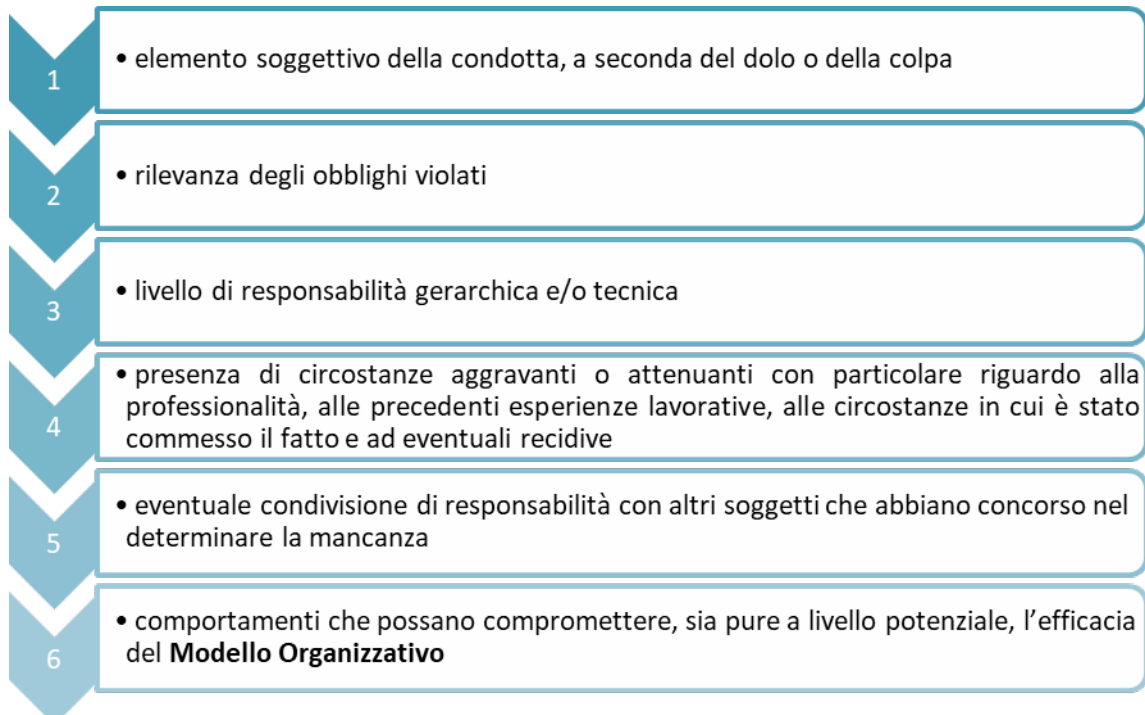 1
• elemento soggettivo della condotta, a seconda del dolo o della colpa
2
• rilevanza degli obblighi violati
3
• livello di responsabilità gerarchica e/o tecnica
4
• presenza di circostanze aggravanti o attenuanti con particolare riguardo alla
professionalità, alle precedenti esperienze lavorative, alle circostanze in cui è stato
commesso il fatto e ad eventuali recidive
5
• eventuale condivisione di responsabilità con altri soggetti che abbiano concorso nel
determinare la mancanza
6
• comportamenti che possano compromettere, sia pure a livello potenziale, l’efficacia
del Modello Organizzativo